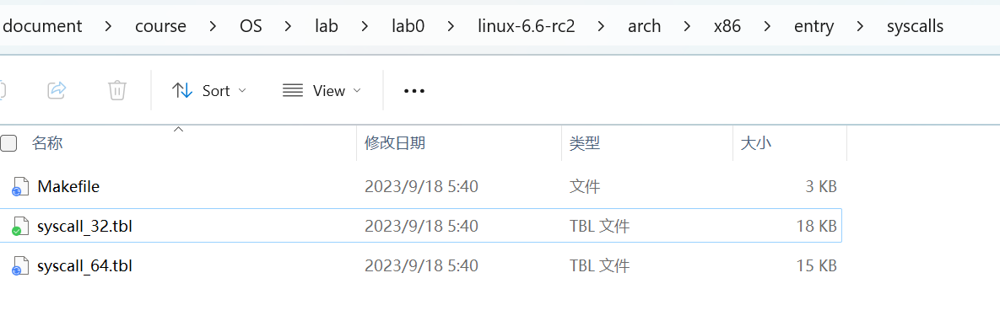 document > course > OS > lab > lab0 > linux-6.6-rc2 > arch > x86 > entry > syscalls
Sort View
名称 修改日期 类型 大小
Makefile 2023/9/18 5:40 文件 3 KB
syscall_32.tbl 2023/9/18 5:40 TBL 文件 18 KB
syscall_64.tbl 2023/9/18 5:40 TBL 文件 15 KB